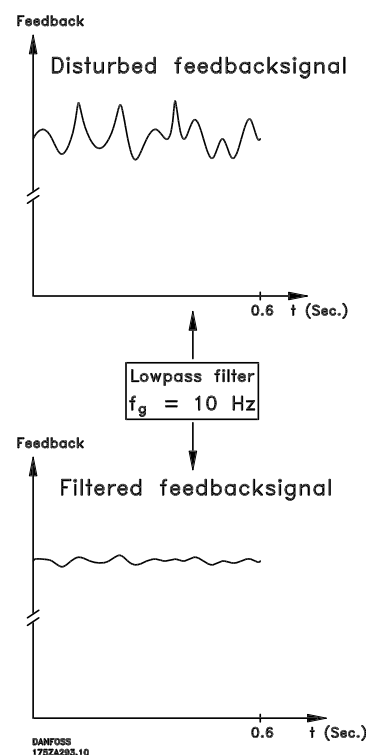 Feedback
Disturbed feedbacksignal
0.6 t (Sec.)
Lowpass filter
fg = 10 Hz
Feedback
Filtered feedbacksignal
0.6 t (Sec.)
DANFOSS
175ZA293.10